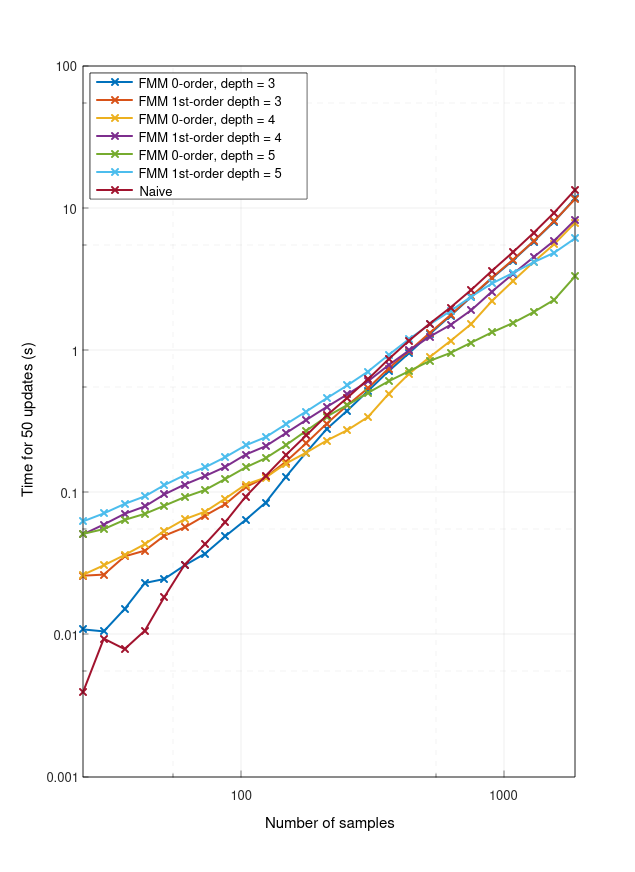 100
FMM 0-order, depth = 3
FMM 1st-order depth = 3
FMM 0-order, depth = 4
FMM 1st-order depth = 4
FMM 0-order, depth = 5
FMM 1st-order depth = 5
Naive
10
1
0.1
0.01
0.001
Time for 50 updates (s)
100
1000
Number of samples